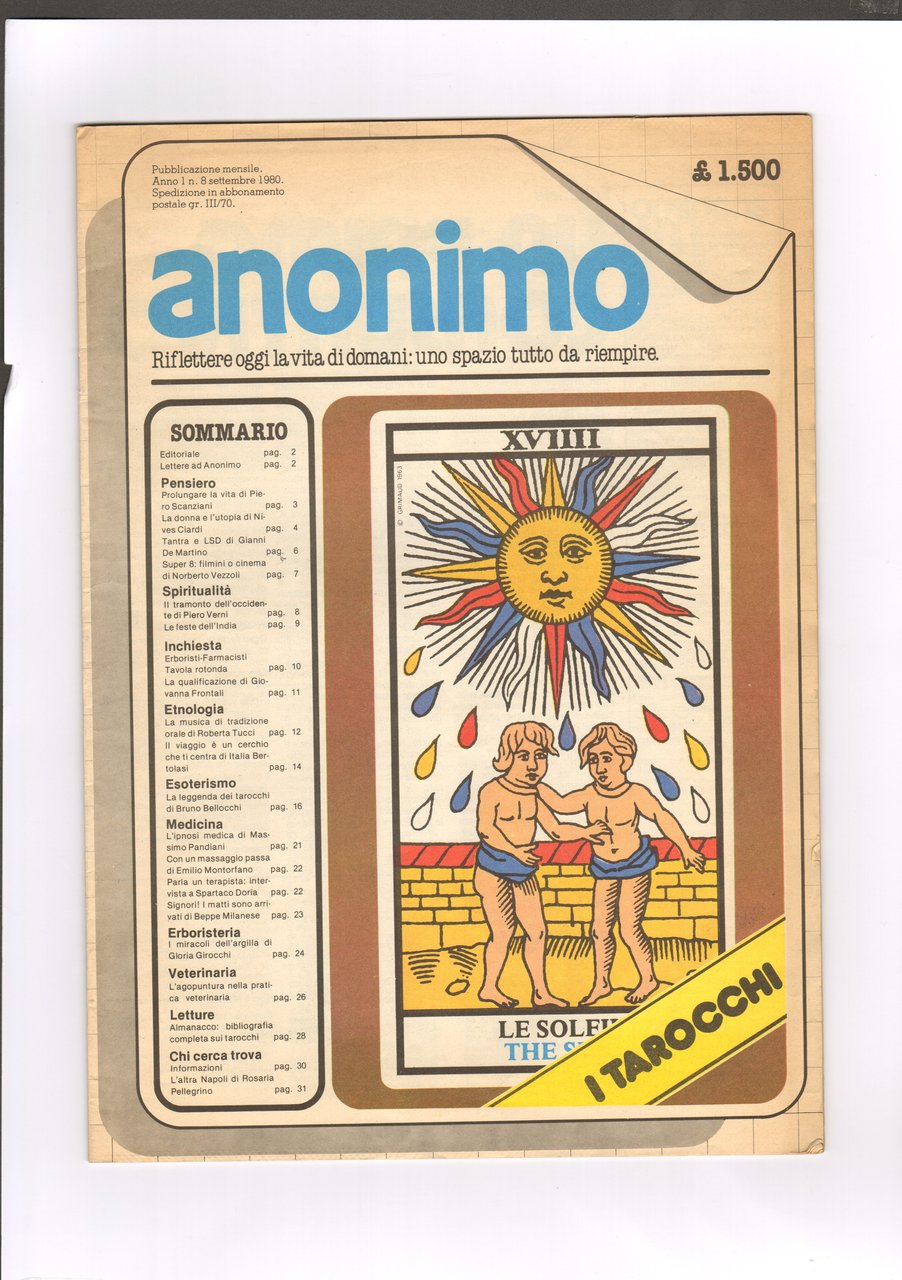 Pubblicazione mensile.
Anno 1 n. 8 settembre 1980.
Spedizione in abbonamento
postale gr. III/70.
£ 1.500
anonimo
Riflettere oggi la vita di domani: uno spazio tutto da riempire.
SOMMARIO
Editoriale pag. 2
Lettere ad Anonimo pag. 2
Pensiero
Prolungare la vita di Pie-
ro Scanziani pag. 3
La donna e l'utopia di Ni-
ves Ciardi pag. 4
Tantra e LSD di Gianni
De Martino pag. 6
Super 8: filmini o cinema
di Norberto Vezzoli pag. 7
Spiritualità
Il tramonto dell'occiden-
te di Piero Verni pag. 8
Le feste dell'India pag. 9
Inchiesta
Erboristi-Farmacisti
Tavola rotonda pag. 10
La qualificazione di Gio-
vanna Frontali pag. 11
Etnologia
La musica di tradizione
orale di Roberta Tucci pag. 12
Il viaggio è un cerchio
che ti centra di Italia Ber-
tolasi pag. 14
Esoterismo
La leggenda dei tarocchi
di Bruno Bellocchi pag. 16
Medicina
L'ipnosi medica di Mas-
simo Pandiani pag. 21
Con un massaggio passa
di Emilio Montorfano pag. 22
Parla un terapista: inter-
vista a Spartaco Doria pag. 22
Signori! I matti sono arri-
vati di Beppe Milanese pag. 23
Erboristeria
I miracoli dell'argilla di
Gloria Girocchi pag. 24
Veterinaria
L'agopuntura nella prati-
ca veterinaria pag. 26
Letture
Almanacco: bibliografia
completa sui tarocchi pag. 28
Chi cerca trova
Informazioni pag. 30
L'altra Napoli di Rosaria
Pellegrino pag. 31
XVIIII
© GRIMAUD 1963
LE SOLEI
THE S
I TAROCCHI